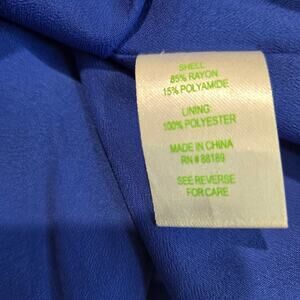 SHELL
85% RAYON
15% POLYAMIDE
LINING:
100% POLYESTER
MADE IN CHINA
RN # 88189
SEE REVERSE
FOR CARE